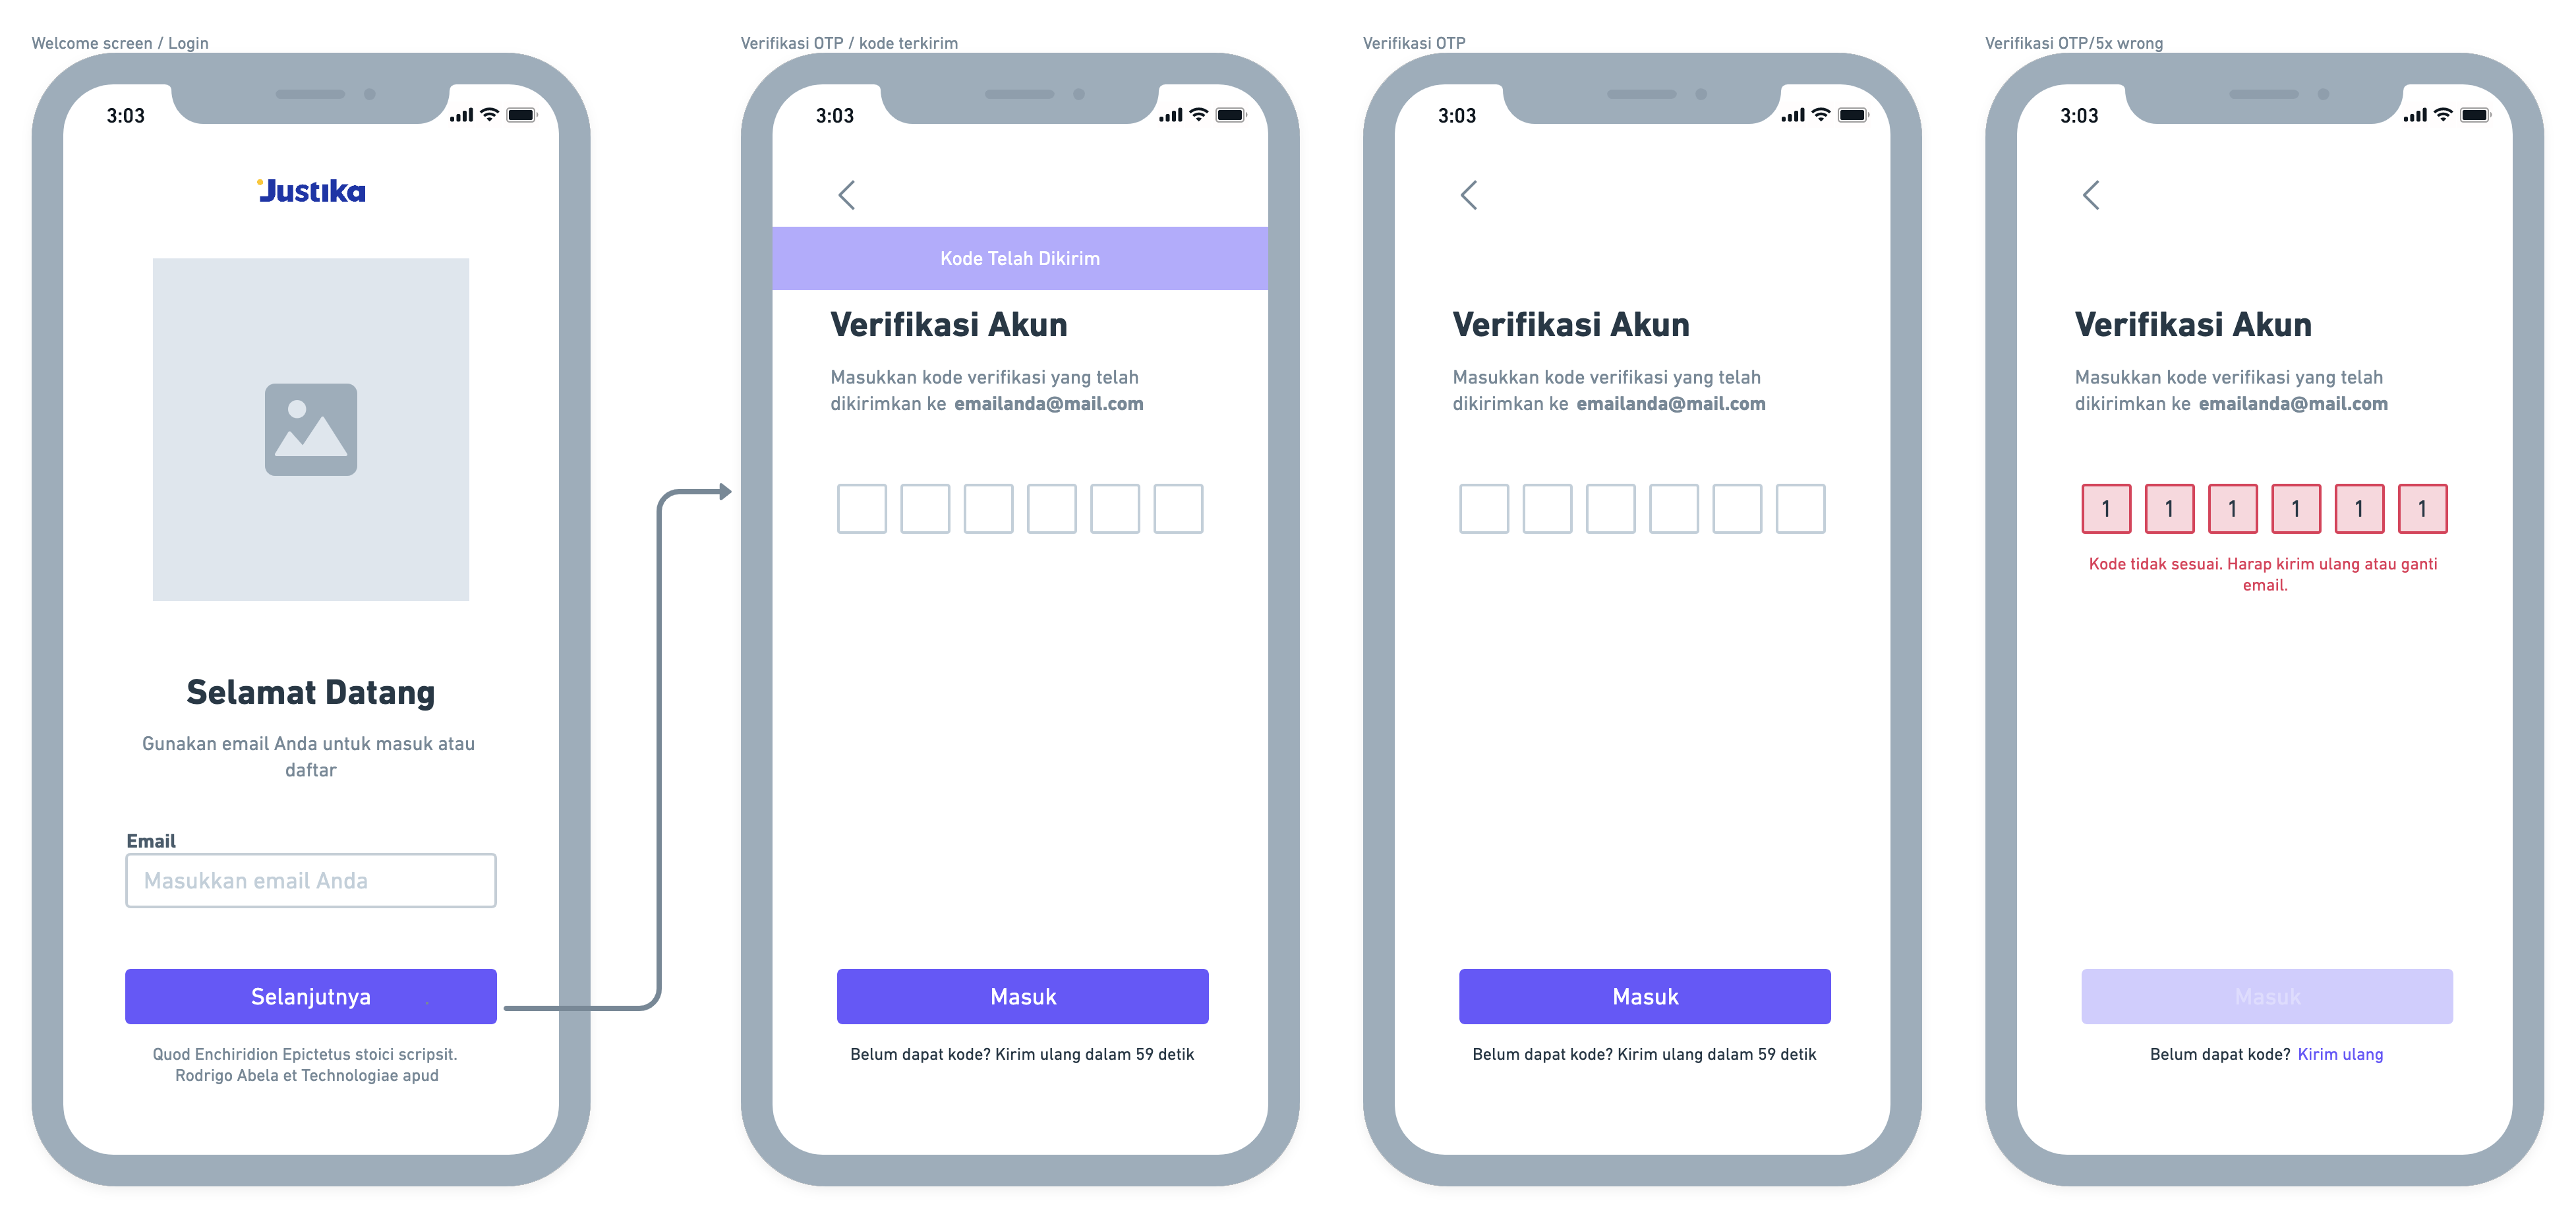 Welcome screen / Login
3:03
Justika
Selamat Datang
Gunakan email Anda untuk masuk atau
daftar
Email
Masukkan email Anda
Selanjutnya
Quod Enchiridion Epictetus stoici scripsit.
Rodrigo Abela et Technologiae apud
Verifikasi OTP / kode terkirim
3:03
Kode Telah Dikirim
Verifikasi Akun
Masukkan kode verifikasi yang telah
dikirimkan ke emailanda@mail.com
Masuk
Belum dapat kode? Kirim ulang dalam 59 detik
Verifikasi OTP
3:03
Verifikasi Akun
Masukkan kode verifikasi yang telah
dikirimkan ke emailanda@mail.com
Masuk
Belum dapat kode? Kirim ulang dalam 59 detik
Verifikasi OTP/5x wrong
3:03
Verifikasi Akun
Masukkan kode verifikasi yang telah
dikirimkan ke emailanda@mail.com
1 1 1 1 1 1
Kode tidak sesuai. Harap kirim ulang atau ganti
email.
Masuk
Belum dapat kode? Kirim ulang